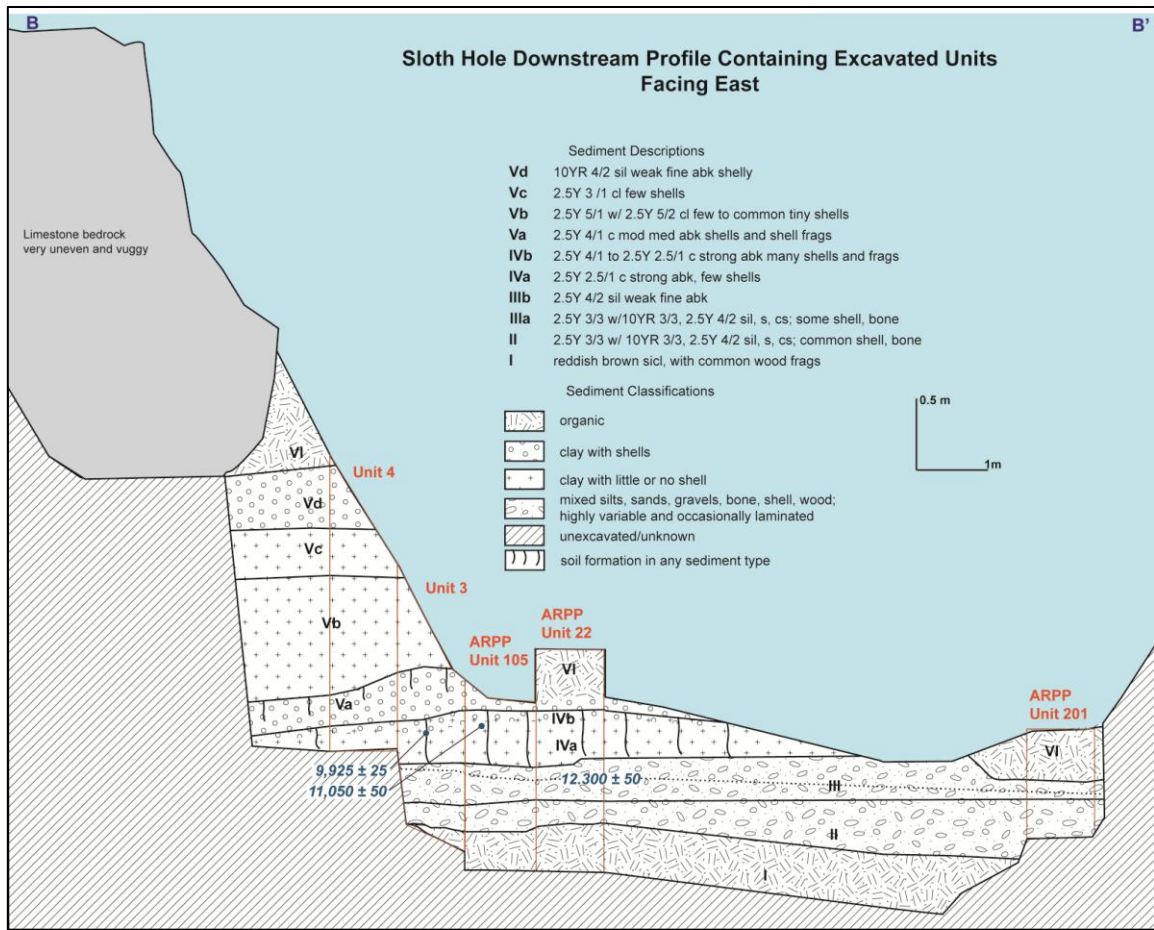 B
B'
Sloth Hole Downstream Profile Containing Excavated Units
Facing East
Sediment Descriptions
Vd 10YR 4/2 sil weak fine abk shelly
Vc 2.5Y 3 /1 cl few shells
Vb 2.5Y 5/1 w/ 2.5Y 5/2 cl few to common tiny shells
Va 2.5Y 4/1 c mod med abk shells and shell frags
IVb 2.5Y 4/1 to 2.5Y 2.5/1 c strong abk many shells and frags
IVa 2.5Y 2.5/1 c strong abk, few shells
IIIb 2.5Y 4/2 sil weak fine abk
IIIa 2.5Y 3/3 w/10YR 3/3, 2.5Y 4/2 sil, s, cs; some shell, bone
II 2.5Y 3/3 w/ 10YR 3/3, 2.5Y 4/2 sil, s, cs; common shell, bone
I reddish brown sicl, with common wood frags
Sediment Classifications
organic
clay with shells
clay with little or no shell
mixed silts, sands, gravels, bone, shell, wood;
highly variable and occasionally laminated
unexcavated/unknown
soil formation in any sediment type
0.5 m
1m
Limestone bedrock
very uneven and vuggy
VI
Unit 4
Vd
Vc
Unit 3
Vb
ARPP
Unit 105
ARPP
Unit 22
VI
Va
IVb
IVa
ARPP
Unit 201
VI
9,925 ± 25
11,050 ± 50
12,300 ± 50
III
II
I